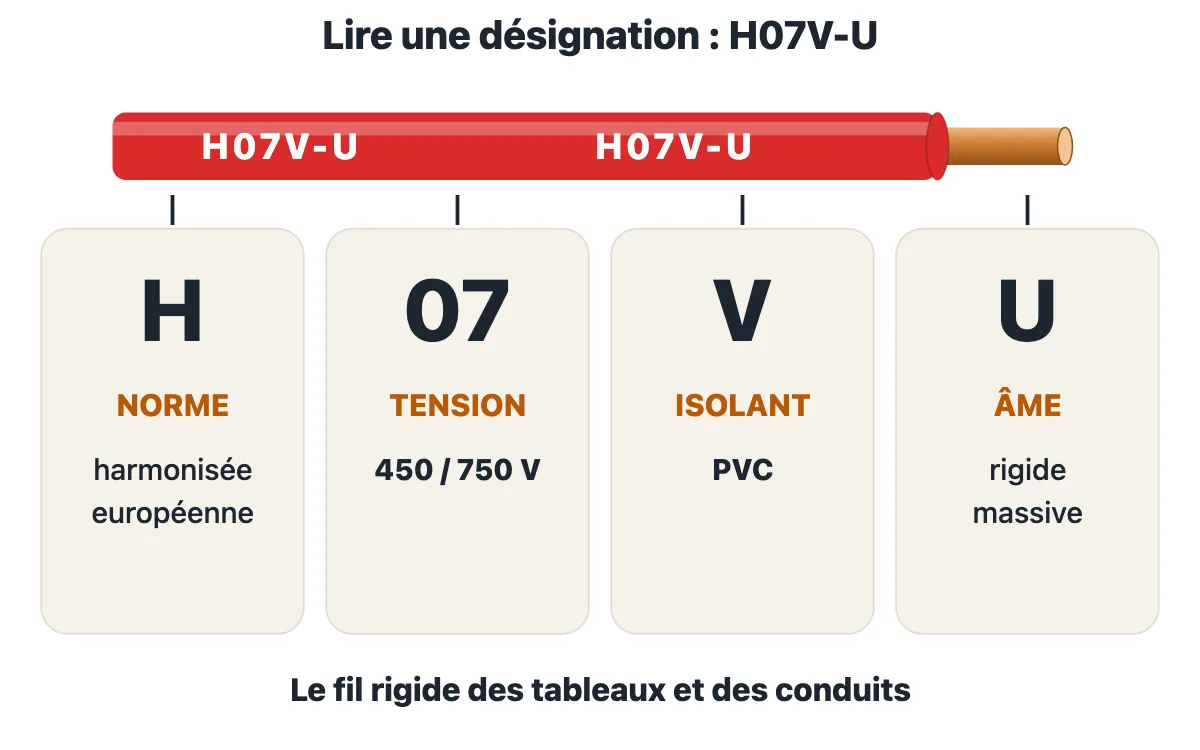 Lire une désignation : H07V-U
H07V-U H07V-U
H 07 V U
NORME TENSION ISOLANT ÂME
harmonisée 450 / 750 V PVC rigide
européenne massive
Le fil rigide des tableaux et des conduits